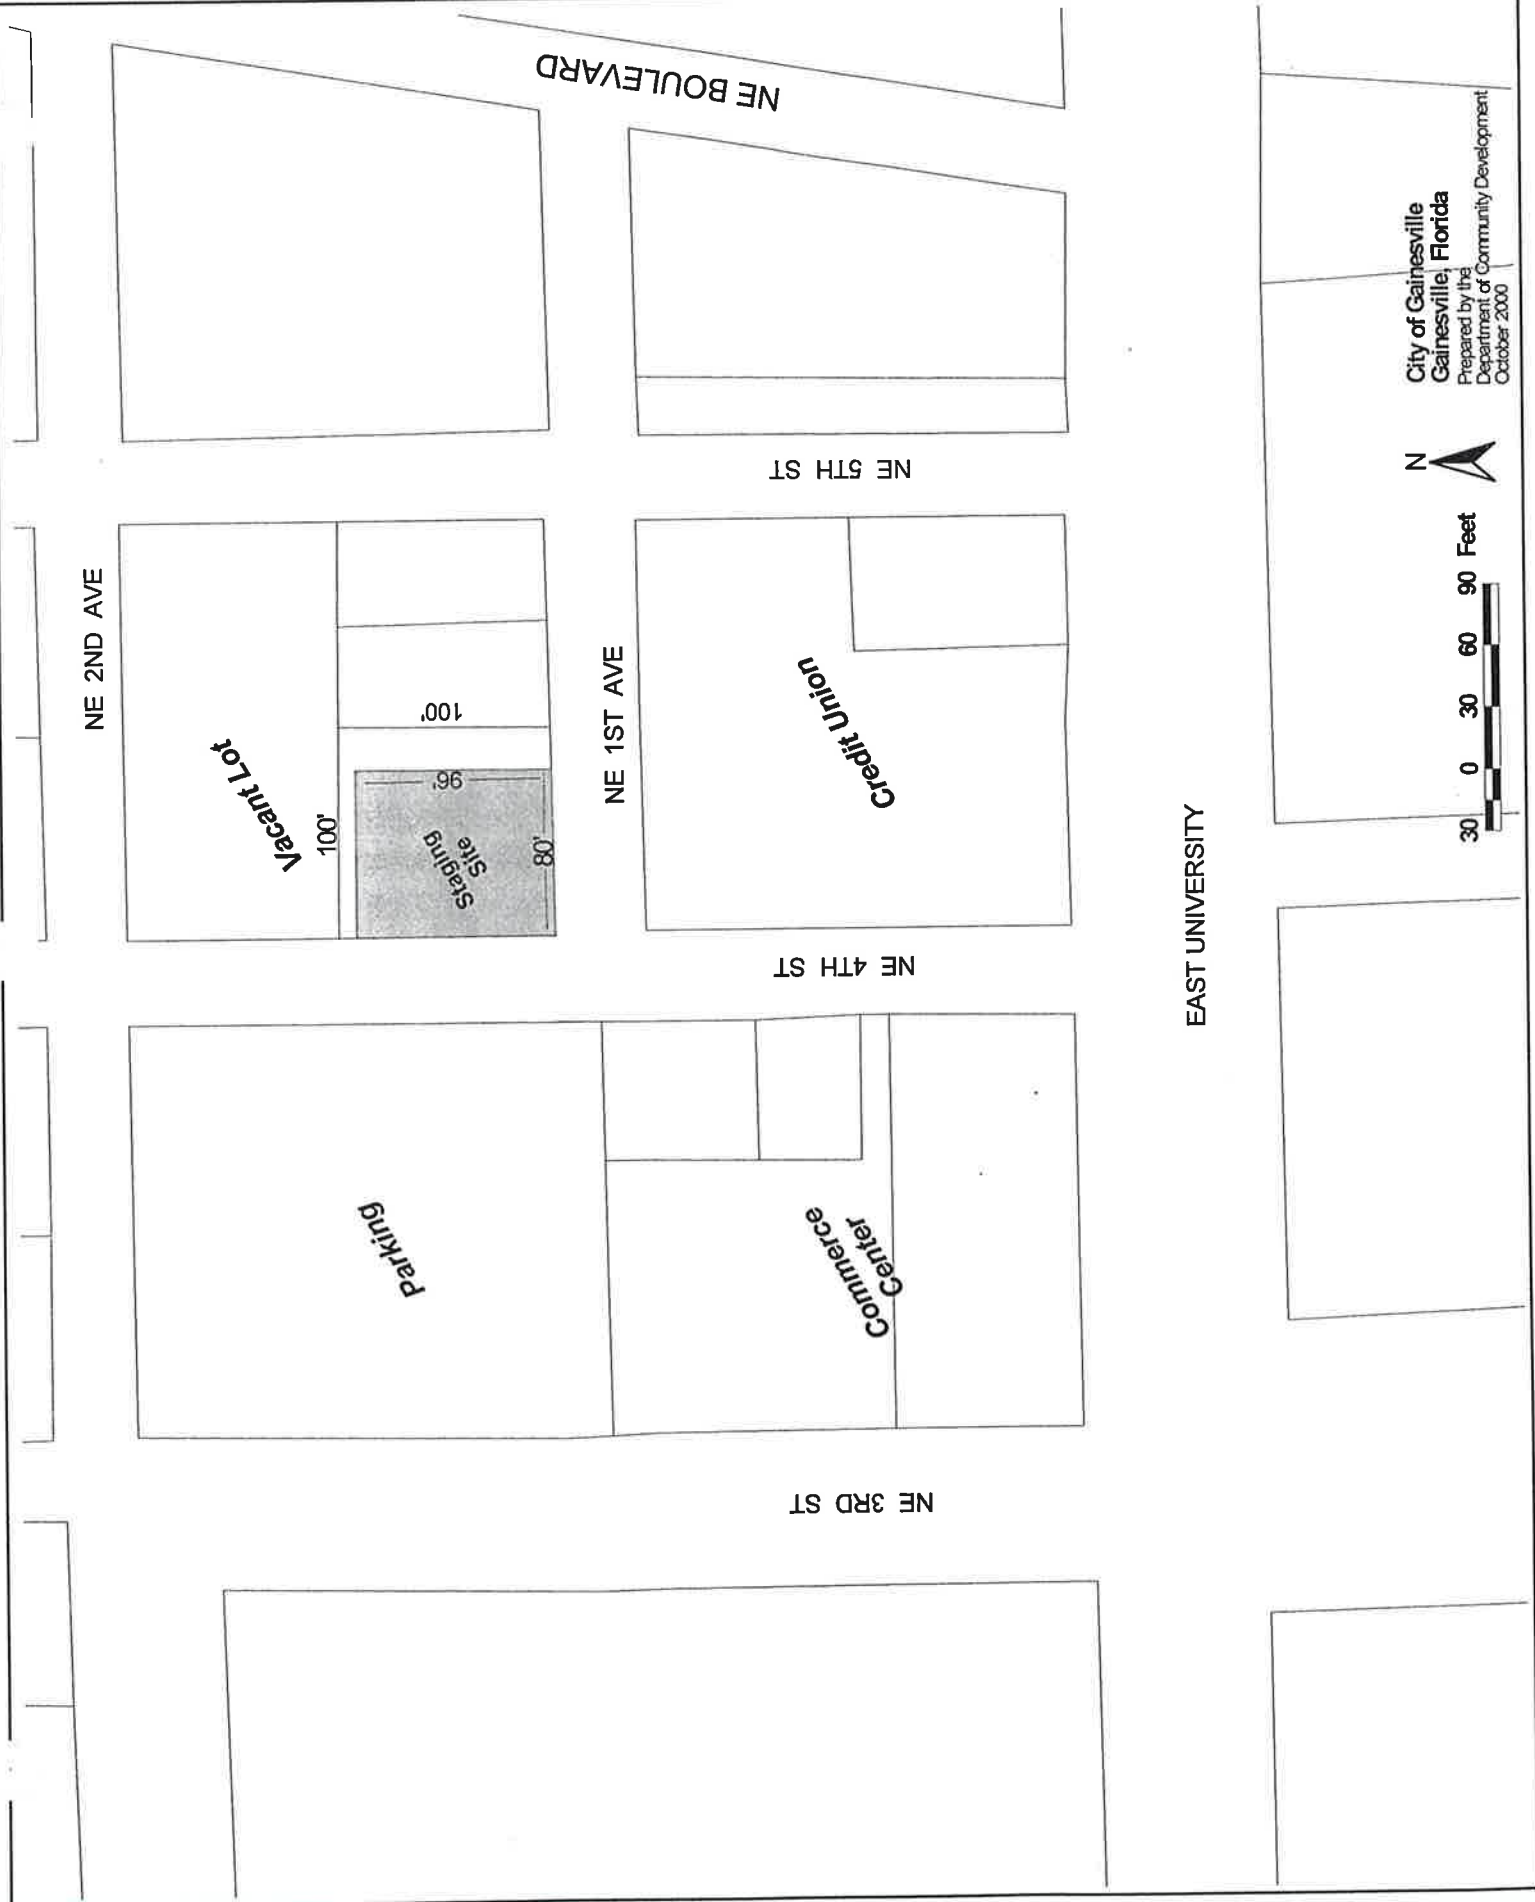 NE 2ND AVE
NE BOULEVARD
Vacant Lot
100'
100'
96'
Staging
Site
80'
Parking
NE 1ST AVE
NE 3RD ST
NE 4TH ST
NE 5TH ST
Commerce
Center
Credit Union
EAST UNIVERSITY
30 0 30 60 90 Feet
N
City of Gainesville
Gainesville, Florida
Prepared by the
Department of Community Development
October 2000